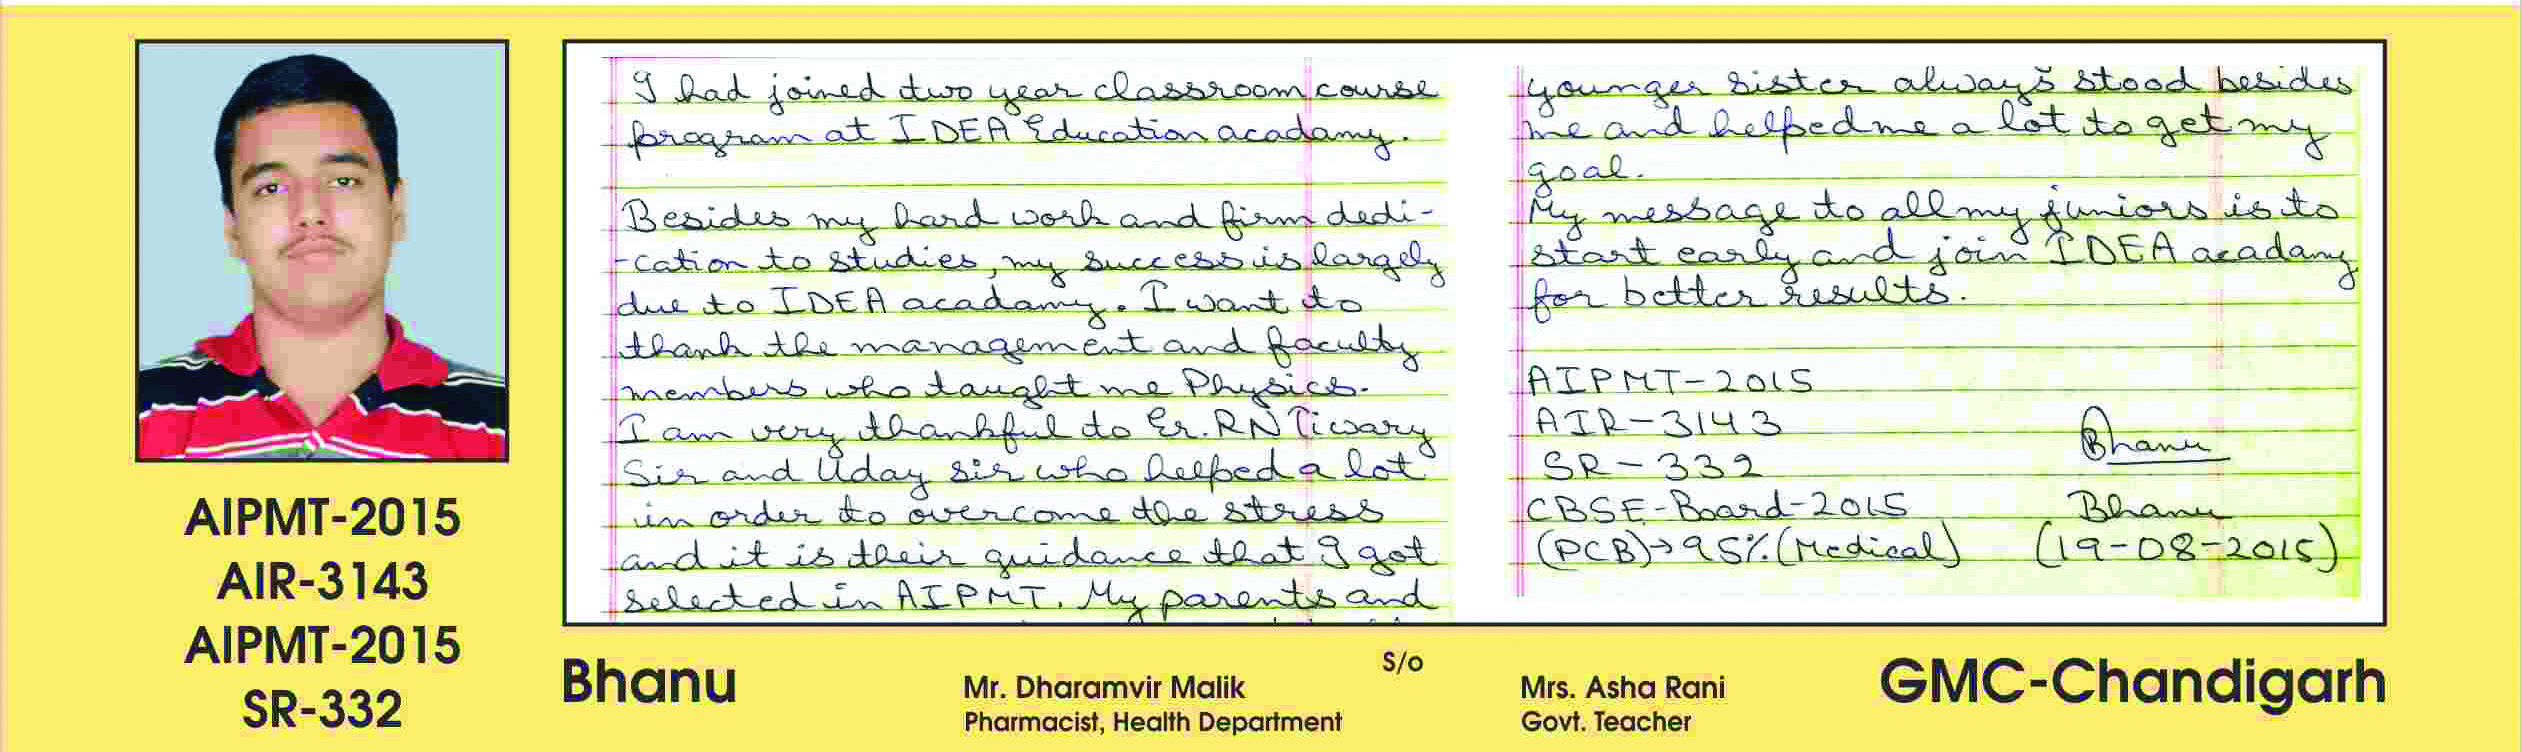 I had joined two year classroom course
program at IDEA Education acadamy.
Besides my hard work and firm dedi-
-cation to studies, my success is largely
due to IDEA acadamy. I want to
thank the management and faculty
members who taught me Physics.
I am very thankful to Er. RN Tiwary
Sir and Uday sir who helped a lot
in order to overcome the stress
and it is their guidance that I got
selected in AIPMT. My parents and
younger sister always stood besides
me and helped me a lot to get my
goal.
My message to all my juniors is to
start early and join IDEA acadamy
for better results.
AIPMT-2015
AIR-3143
SR-332
Bhanu
CBSE-Board-2015
Bhanu
(PCB)→95% (Medical)
(19-08-2015)
AIPMT-2015
AIR-3143
AIPMT-2015
SR-332
Bhanu
Mr. Dharamvir Malik
Pharmacist, Health Department
S/o
Mrs. Asha Rani
Govt. Teacher
GMC-Chandigarh